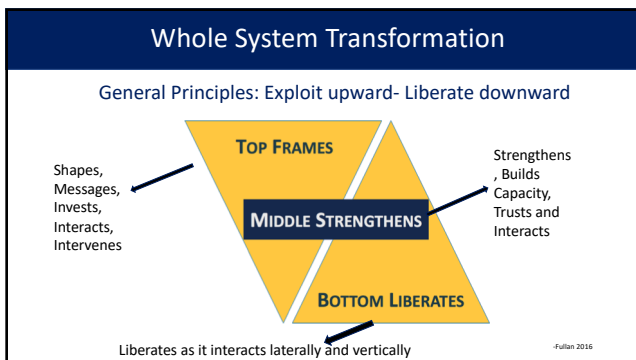 Whole System Transformation
General Principles: Exploit upward- Liberate downward
TOP FRAMES
Shapes,
Messages,
Invests,
Interacts,
Intervenes
Strengthens
, Builds
Capacity,
Trusts and
Interacts
MIDDLE STRENGTHENS
BOTTOM LIBERATES
Liberates as it interacts laterally and vertically
-Fullan 2016